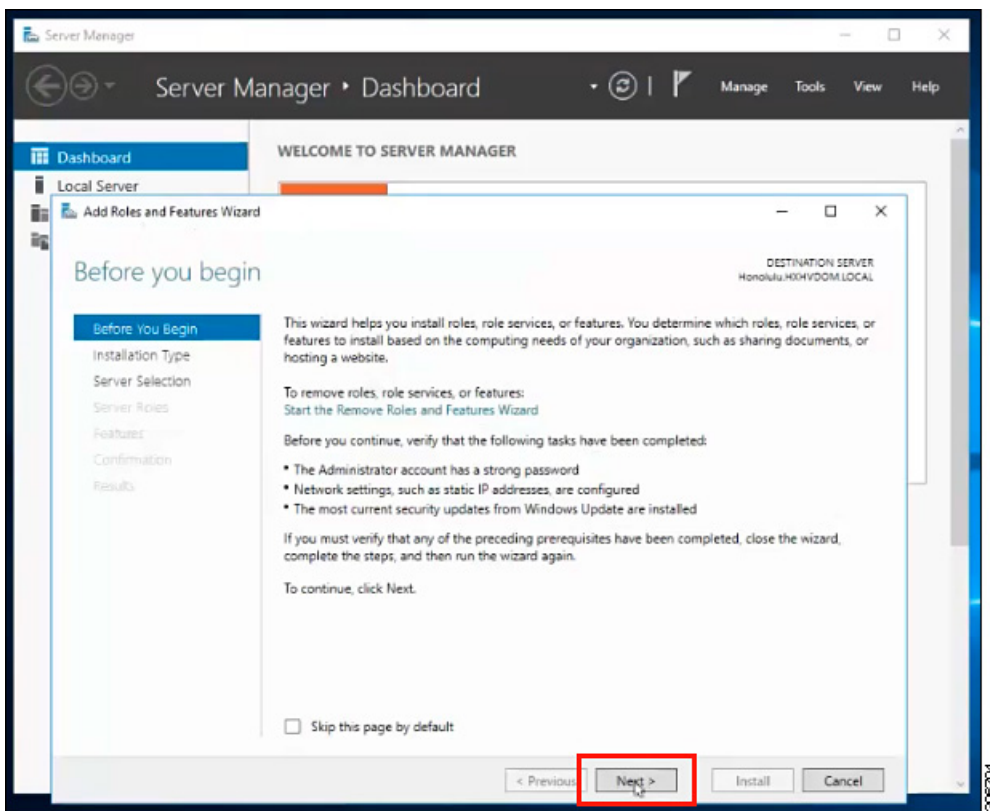 Server Manager
Server Manager ‣ Dashboard
Manage Tools View Help
Dashboard
Local Server
WELCOME TO SERVER MANAGER
Add Roles and Features Wizard
Before you begin
DESTINATION SERVER
Honolulu.HXHVDOM.LOCAL
Before You Begin
Installation Type
Server Selection
Server Roles
Features
Confirmation
Results
This wizard helps you install roles, role services, or features. You determine which roles, role services, or
features to install based on the computing needs of your organization, such as sharing documents, or
hosting a website.
To remove roles, role services, or features:
Start the Remove Roles and Features Wizard
Before you continue, verify that the following tasks have been completed:
• The Administrator account has a strong password
• Network settings, such as static IP addresses, are configured
• The most current security updates from Windows Update are installed
If you must verify that any of the preceding prerequisites have been completed, close the wizard,
complete the steps, and then run the wizard again.
To continue, click Next.
Skip this page by default
< Previous Next > Install Cancel